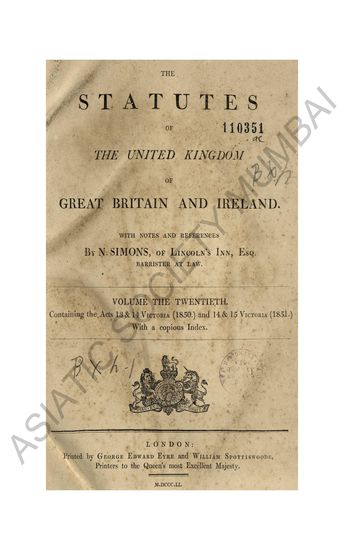 THE
STATUTES
OF
110351
THE UNITED KINGDOM
OF
GREAT BRITAIN AND IRELAND.
WITH NOTES AND REFERENCES
BY N. SIMONS, OF LINCOLN'S INN, ESQ.
BARRISTER AT LAW.
VOLUME THE TWENTIETH.
Containing the Acts 13 & 14 VICTORIA (1850.) and 14 & 15 VICTORIA (1851.)
With a copious Index.
LONDON:
Printed by GEORGE EDWARD EYRE and WILLIAM SPOTTISWOODE,
Printers to the Queen's most Excellent Majesty.
M.DCCC.LI.
ASIATIC SOCIETY MUMBAI